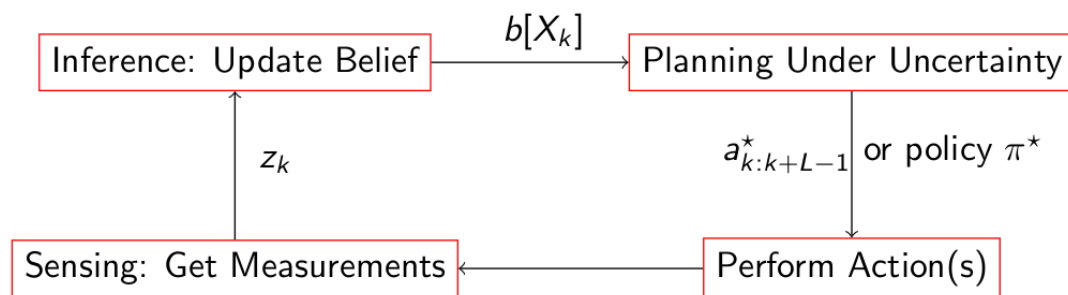 b[X_k]
Inference: Update Belief
Planning Under Uncertainty
z_k
a^⋆_{k:k+L−1} or policy π^⋆
Sensing: Get Measurements
Perform Action(s)